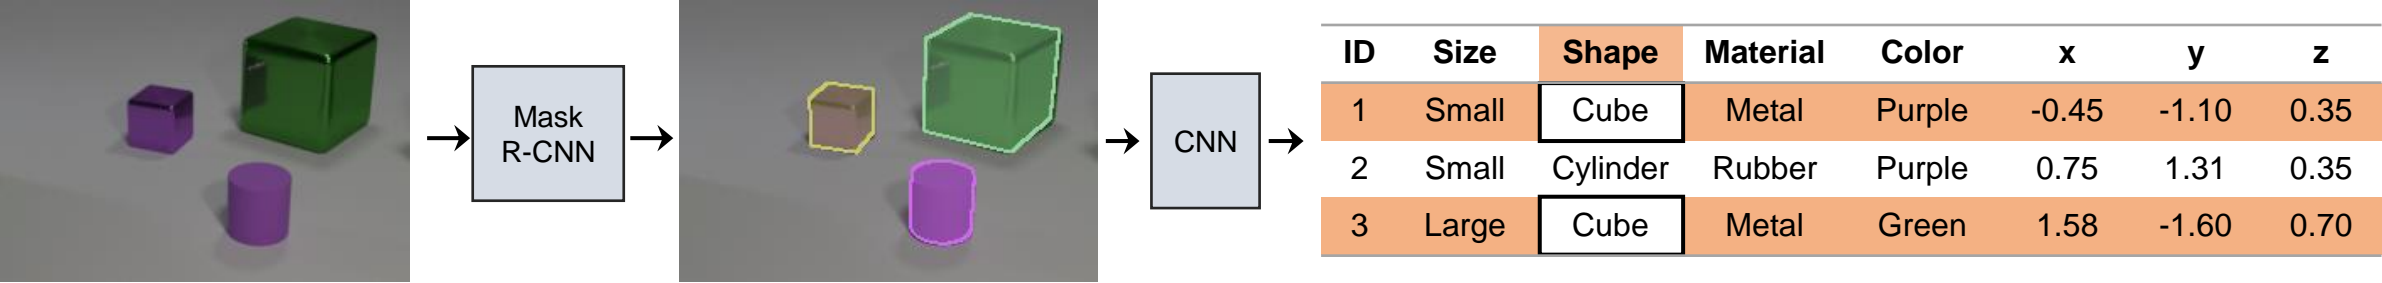 Mask
R-CNN
CNN
ID Size Shape Material Color x y z
1 Small Cube Metal Purple -0.45 -1.10 0.35
2 Small Cylinder Rubber Purple 0.75 1.31 0.35
3 Large Cube Metal Green 1.58 -1.60 0.70